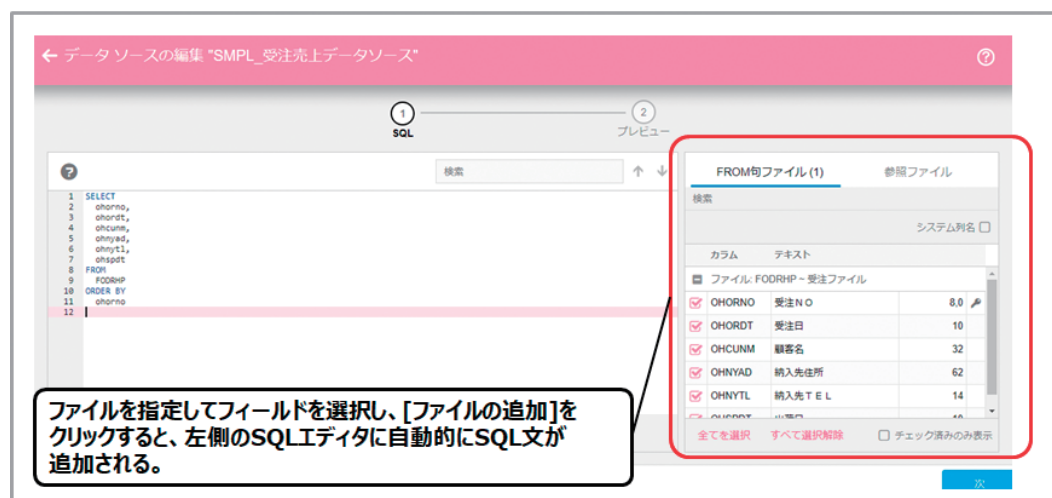 ← データ ソースの編集 "SMPL_受注売上データソース"
?
1
2
SQL
プレビュー
?
検索
↑ ↓
1 SELECT
2 ohorno,
3 ohordt,
4 ohcunm,
5 ohnyad,
6 ohnytl,
7 ohspdt
8 FROM
9 FODRHP
10 ORDER BY
11 ohorno
12
FROM句ファイル (1)
参照ファイル
検索
システム列名
カラム テキスト
ファイル: FODRHP ~ 受注ファイル
OHORNO 受注NO 8,0
OHORDT 受注日 10
OHCUNM 顧客名 32
OHNYAD 納入先住所 62
OHNYTL 納入先TEL 14
全てを選択 すべて選択解除 チェック済みのみ表示
ファイルを指定してフィールドを選択し、[ファイルの追加]を
クリックすると、左側のSQLエディタに自動的にSQL文が
追加される。
次